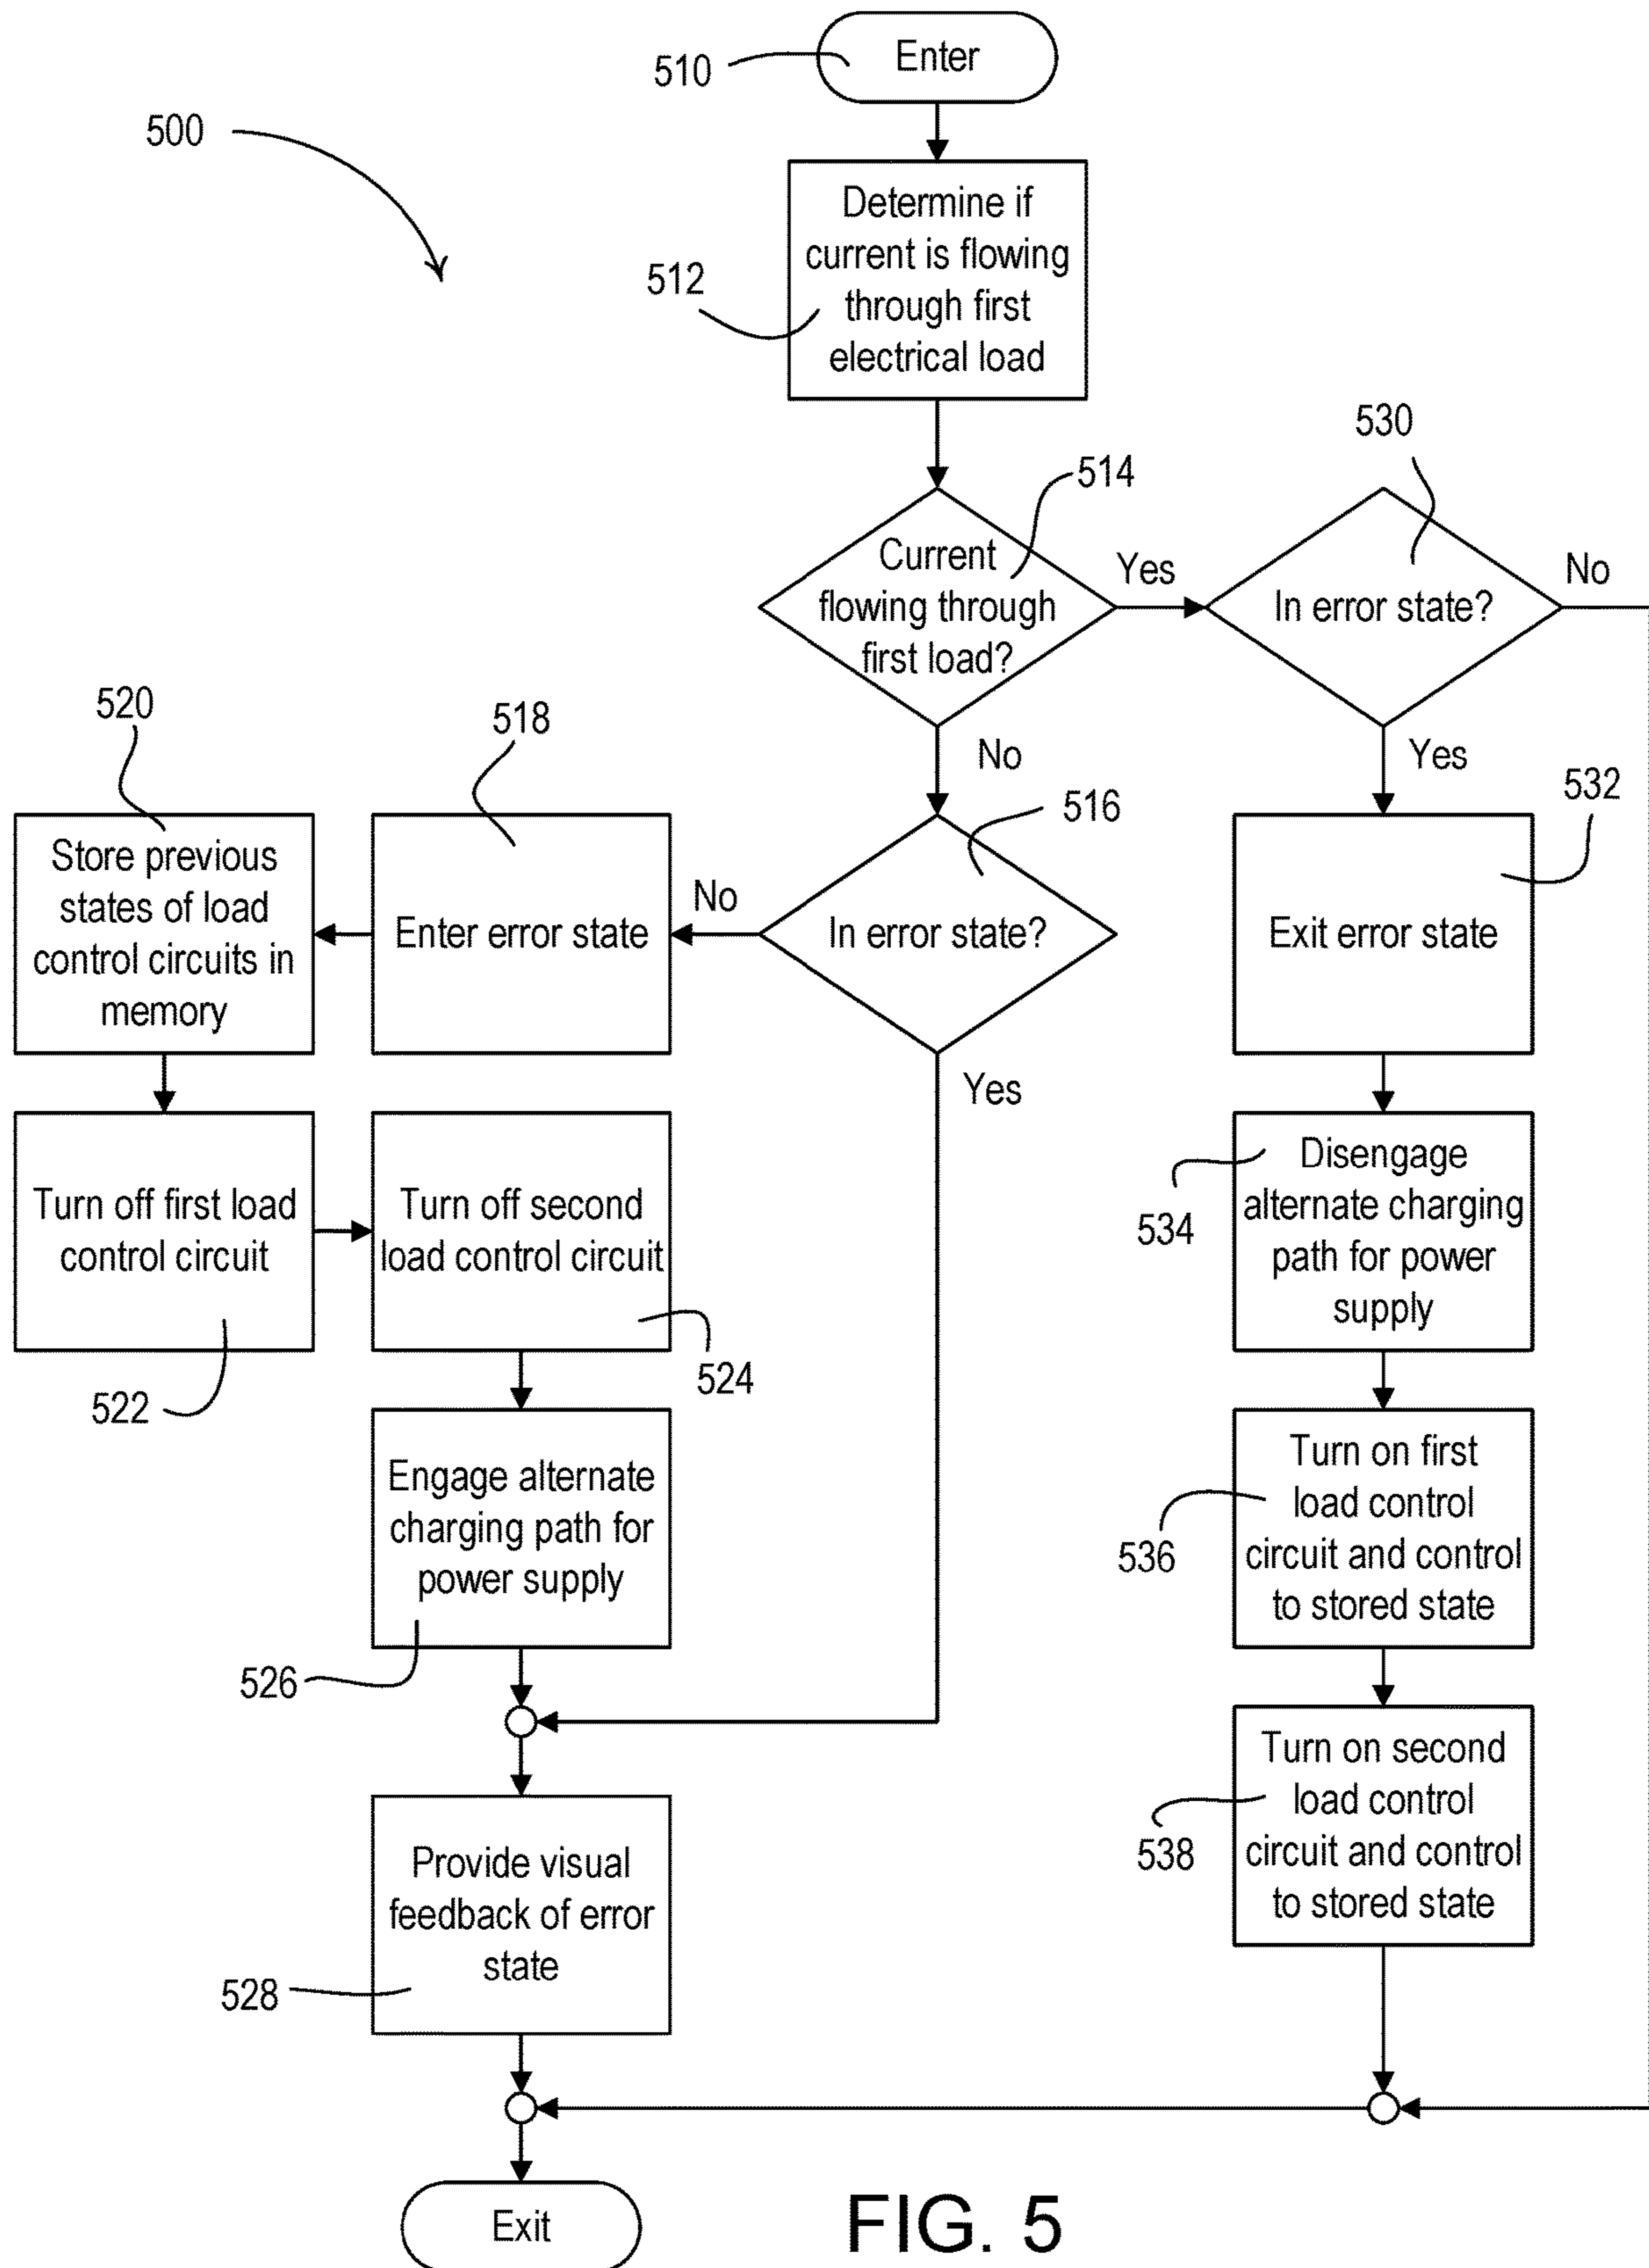 Enter
510
500
Determine if
current is flowing
through first
electrical load
512
530
514
Current
flowing through
first load?
Yes
In error state?
No
520
518
No
Yes
516
532
Store previous
states of load
control circuits in
memory
Enter error state
No
In error state?
Exit error state
Yes
Turn off first load
control circuit
Turn off second
load control circuit
Disengage
alternate charging
path for power
supply
534
522
524
Engage alternate
charging path for
power supply
Turn on first
load control
circuit and control
to stored state
536
526
Turn on second
load control
circuit and control
to stored state
538
Provide visual
feedback of error
state
528
Exit
FIG. 5